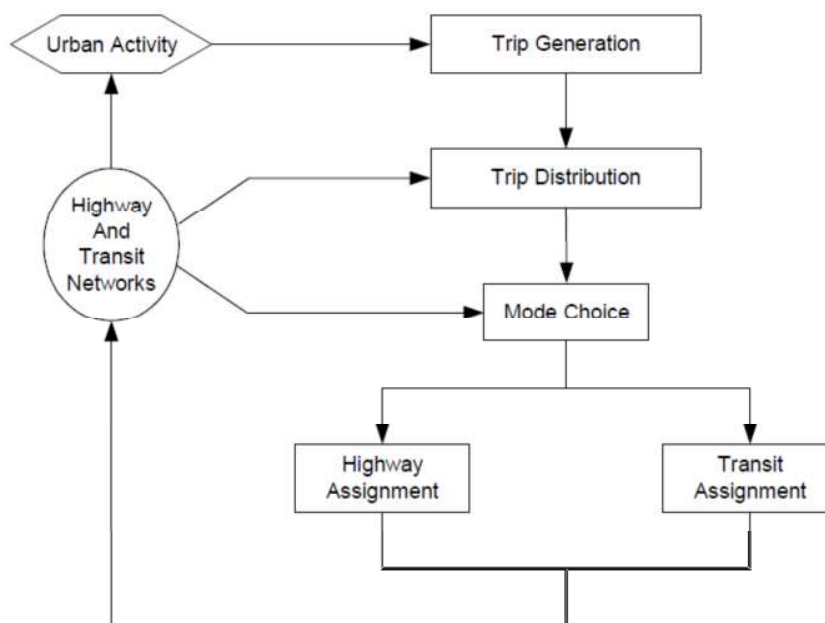 Urban Activity
Trip Generation
Trip Distribution
Highway
And
Transit
Networks
Mode Choice
Highway
Assignment
Transit
Assignment